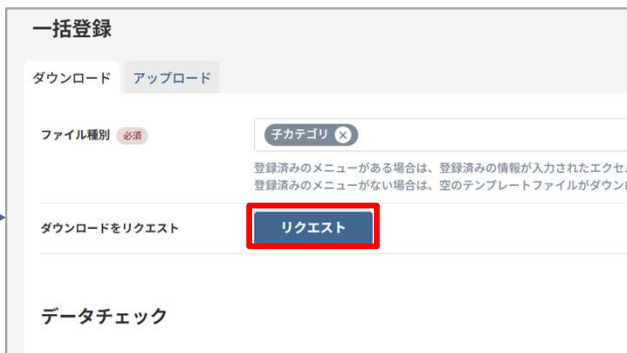 一括登録
ダウンロード アップロード
ファイル種別 必須
子カテゴリ
登録済みのメニューがある場合は、登録済みの情報が入力されたエクセ
登録済みのメニューがない場合は、空のテンプレートファイルがダウン
ダウンロードをリクエスト
リクエスト
データチェック